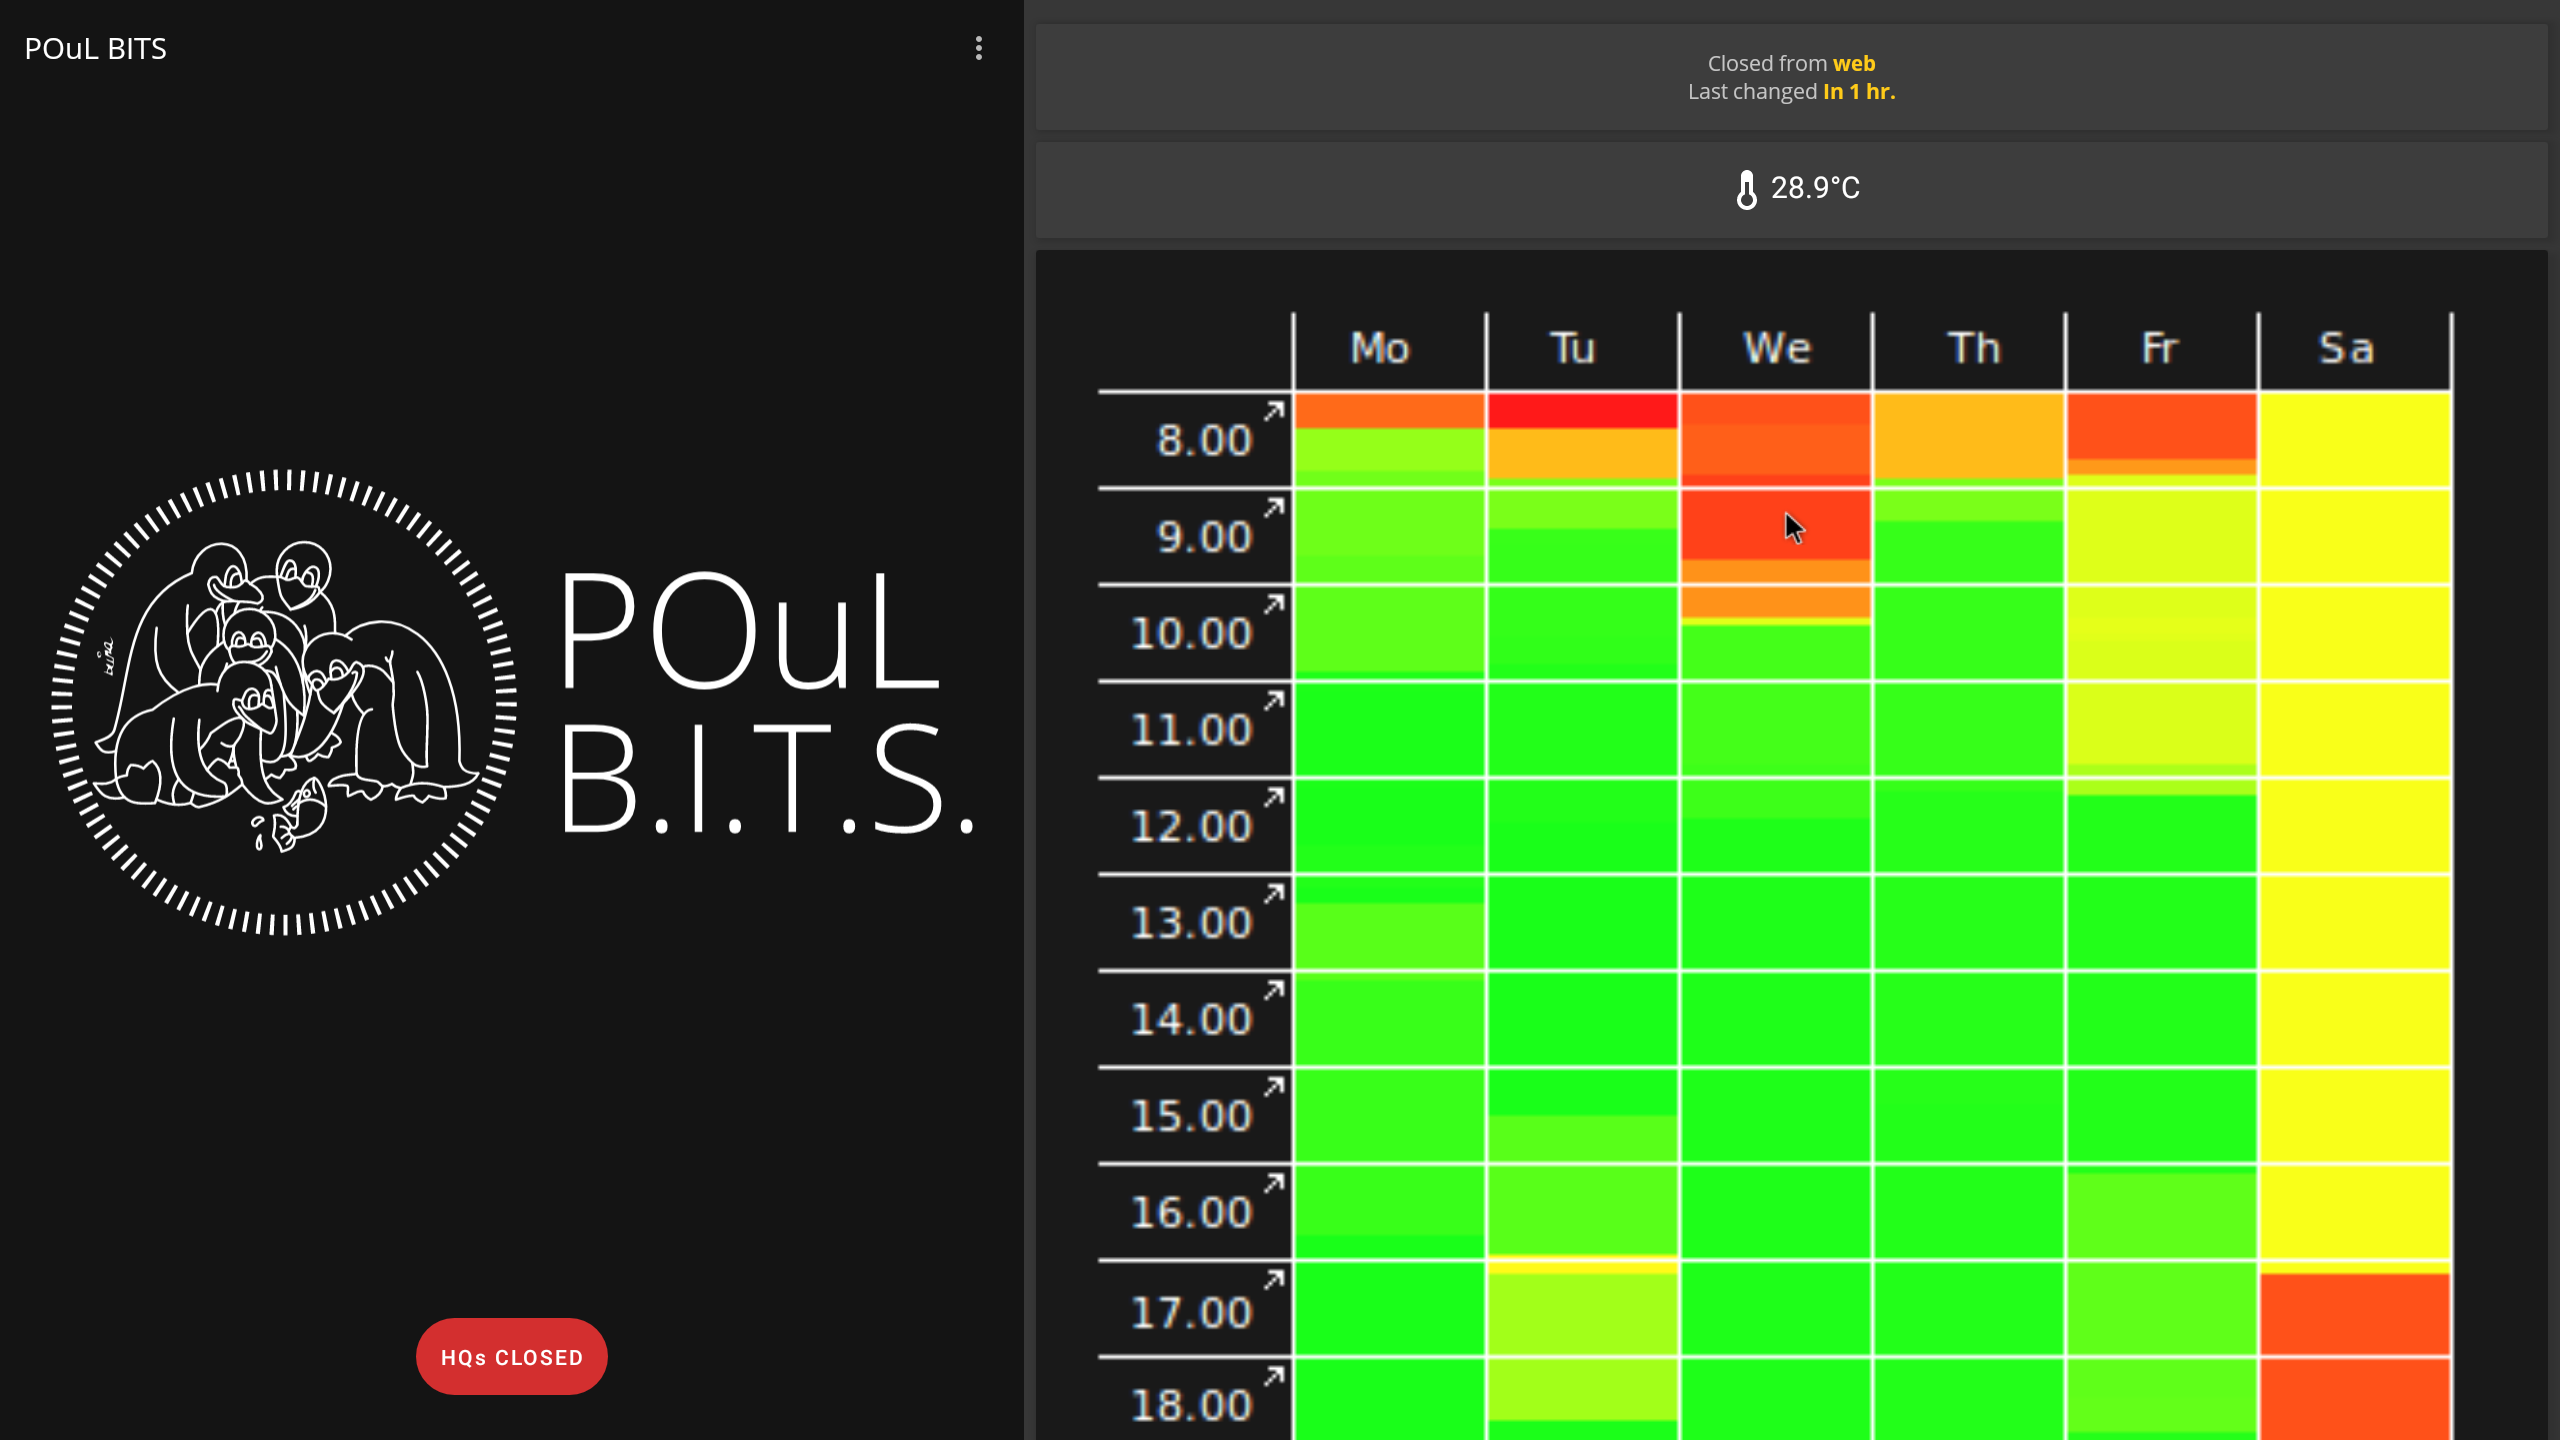 POuL BITS
POuL
B.I.T.S.
HQs CLOSED
Closed from web
Last changed In 1 hr.
28.9°C
Mo Tu We Th Fr Sa
8.00
9.00
10.00
11.00
12.00
13.00
14.00
15.00
16.00
17.00
18.00